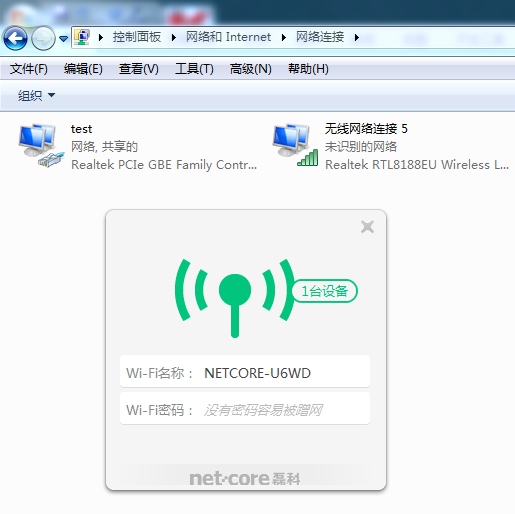 控制面板 网络和 Internet 网络连接
文件(F) 编辑(E) 查看(V) 工具(T) 高级(N) 帮助(H)
组织
test
网络, 共享的
Realtek PCIe GBE Family Contr...
无线网络连接 5
未识别的网络
Realtek RTL8188EU Wireless L...
1台设备
Wi-Fi名称： NETCORE-U6WD
Wi-Fi密码： 没有密码容易被蹭网
net·core磊科